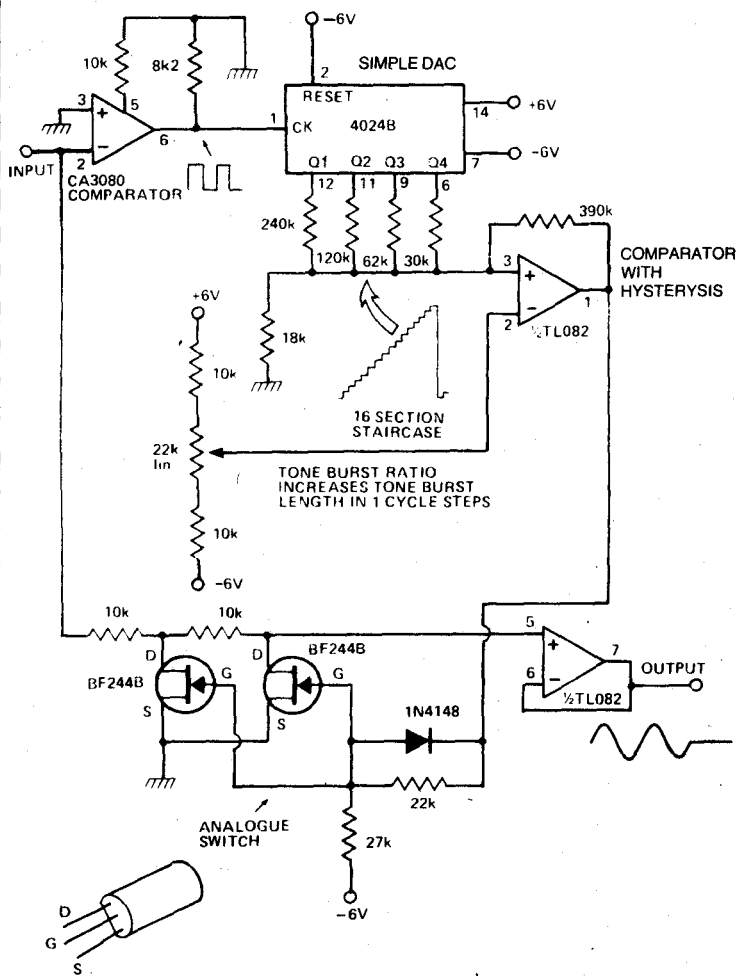 −6V
SIMPLE DAC
10k
8k2
2
RESET
14
+6V
3
+
5
1
CK
4024B
6
−
2
7
−6V
INPUT
CA3080
COMPARATOR
Q1
Q2
Q3
Q4
12
11
9
6
240k
120k
62k
30k
390k
COMPARATOR
WITH
HYSTERYSIS
3
+
−
2
1
½TL082
+6V
18k
10k
16 SECTION
STAIRCASE
22k
lin
TONE BURST RATIO
INCREASES TONE BURST
LENGTH IN 1 CYCLE STEPS
10k
−6V
10k
10k
5
+
7
6
−
OUTPUT
½TL082
D
BF244B
G
S
D
BF244B
G
S
1N4148
22k
ANALOGUE
SWITCH
27k
−6V
D
G
S